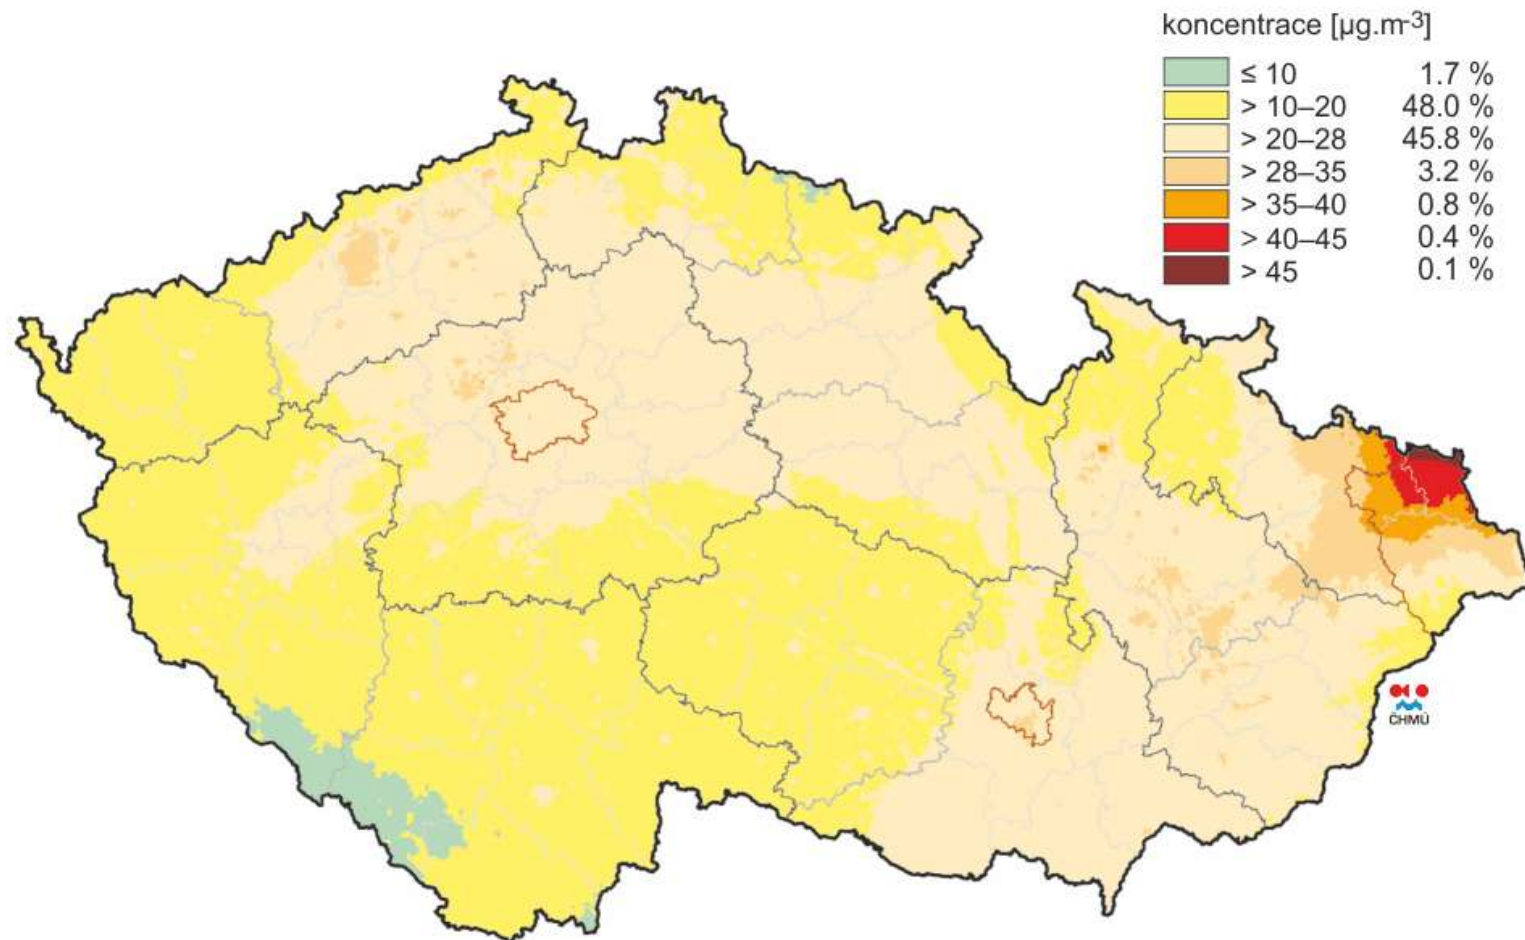 koncentrace [µg.m-3]
≤ 10 1.7 %
> 10–20 48.0 %
> 20–28 45.8 %
> 28–35 3.2 %
> 35–40 0.8 %
> 40–45 0.4 %
> 45 0.1 %
ČHMÚ